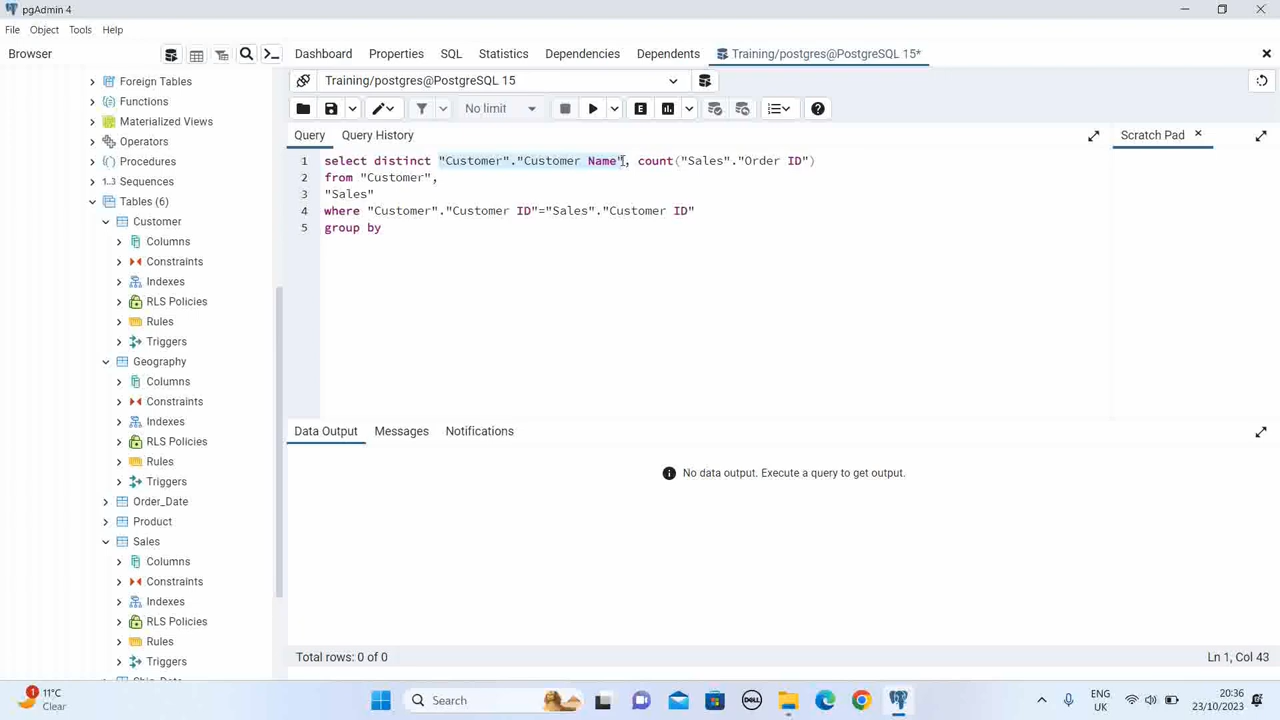 pgAdmin 4
File Object Tools Help
Browser
Dashboard Properties SQL Statistics Dependencies Dependents Training/postgres@PostgreSQL 15*
Training/postgres@PostgreSQL 15
No limit
Query Query History
Scratch Pad
1 select distinct "Customer"."Customer Name", count("Sales"."Order ID")
2 from "Customer",
3 "Sales"
4 where "Customer"."Customer ID"="Sales"."Customer ID"
5 group by
Foreign Tables
Functions
Materialized Views
Operators
Procedures
Sequences
Tables (6)
Customer
Columns
Constraints
Indexes
RLS Policies
Rules
Triggers
Geography
Columns
Constraints
Indexes
RLS Policies
Rules
Triggers
Order_Date
Product
Sales
Columns
Constraints
Indexes
RLS Policies
Rules
Triggers
Data Output Messages Notifications
No data output. Execute a query to get output.
Total rows: 0 of 0
Ln 1, Col 43
1
11°C
Clear
Search
DELL
ENG
UK
20:36
23/10/2023